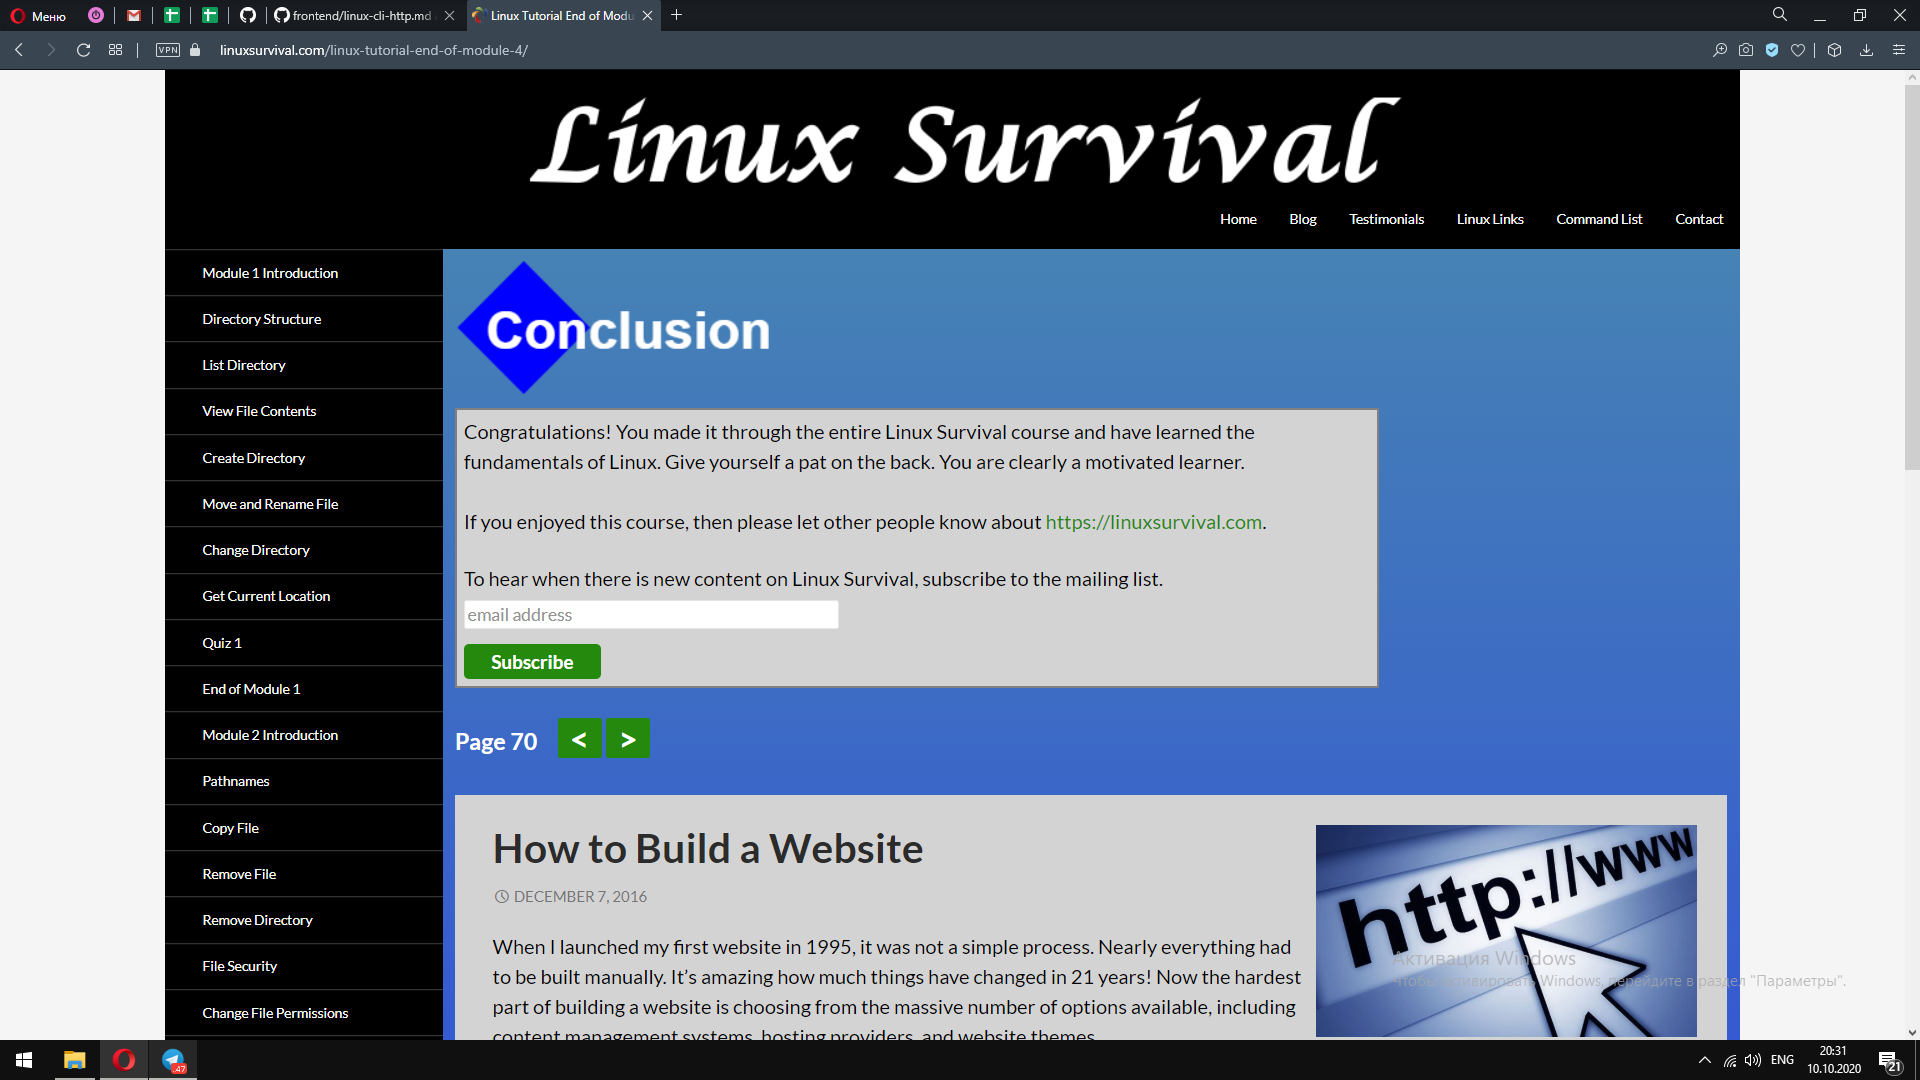 Меню
frontend/linux-cli-http.md
Linux Tutorial End of Modu
VPN
linuxsurvival.com/linux-tutorial-end-of-module-4/
Linux Survival
Home Blog Testimonials Linux Links Command List Contact
Module 1 Introduction
Directory Structure
List Directory
View File Contents
Create Directory
Move and Rename File
Change Directory
Get Current Location
Quiz 1
End of Module 1
Module 2 Introduction
Pathnames
Copy File
Remove File
Remove Directory
File Security
Change File Permissions
Conclusion
Congratulations! You made it through the entire Linux Survival course and have learned the
fundamentals of Linux. Give yourself a pat on the back. You are clearly a motivated learner.
If you enjoyed this course, then please let other people know about https://linuxsurvival.com.
To hear when there is new content on Linux Survival, subscribe to the mailing list.
email address
Subscribe
Page 70 < >
How to Build a Website
DECEMBER 7, 2016
When I launched my first website in 1995, it was not a simple process. Nearly everything had
to be built manually. It’s amazing how much things have changed in 21 years! Now the hardest
part of building a website is choosing from the massive number of options available, including
content management systems, hosting providers, and website themes.
http://www
Активация Windows
Чтобы активировать Windows, перейдите в раздел "Параметры".
47
ENG
20:31
10.10.2020
21